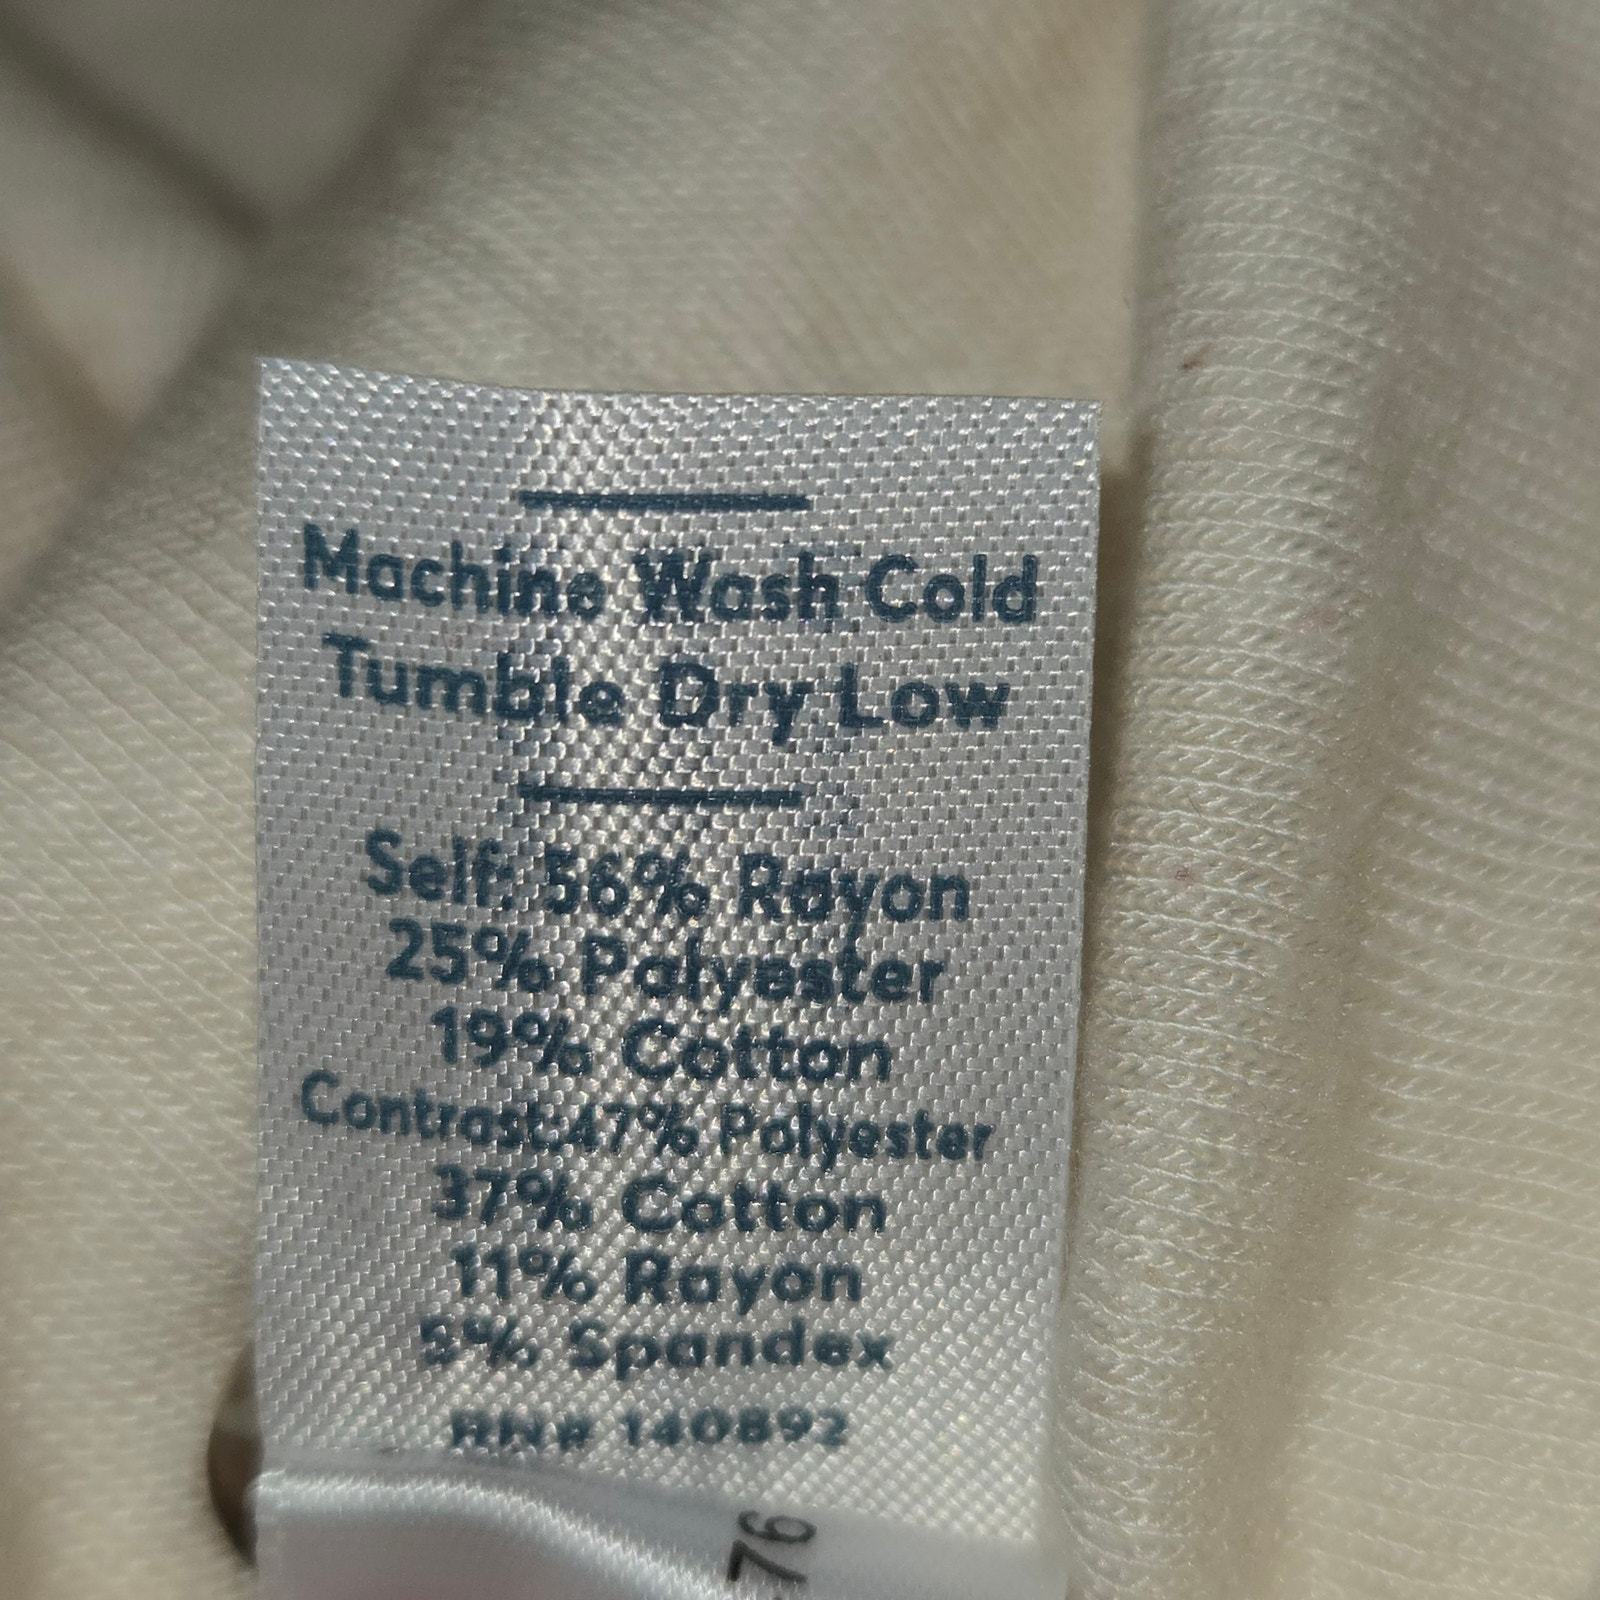 Machine Wash Cold
Tumble Dry Low
Self: 56% Rayon
25% Polyester
19% Cotton
Contrast:47% Polyester
37% Cotton
11% Rayon
5% Spandex
RN# 140892
76